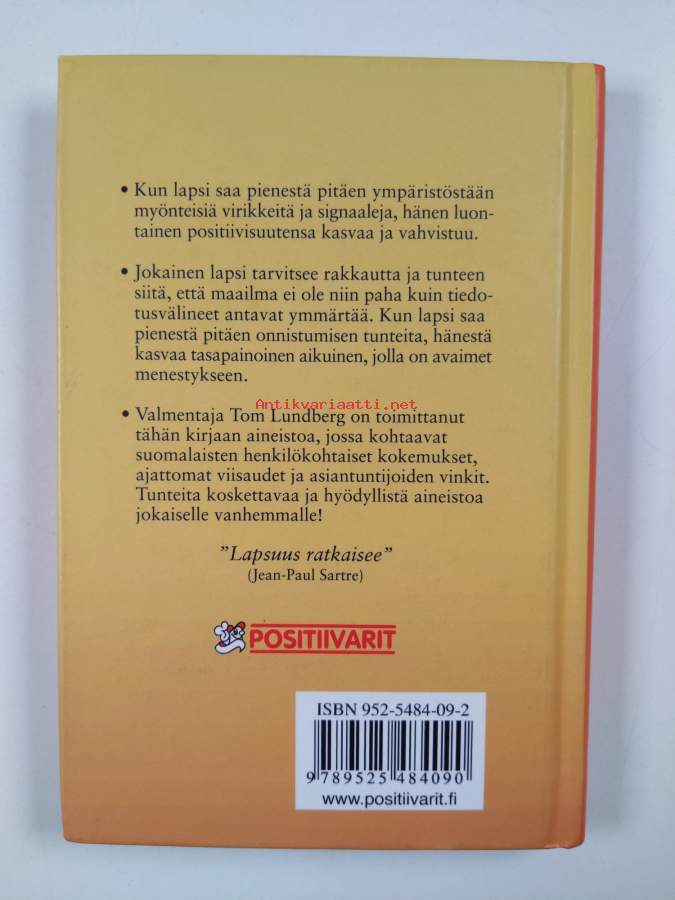 • Kun lapsi saa pienestä pitäen ympäristöstään
myönteisiä virikkeitä ja signaaleja, hänen luon-
tainen positiivisuutensa kasvaa ja vahvistuu.
• Jokainen lapsi tarvitsee rakkautta ja tunteen
siitä, että maailma ei ole niin paha kuin tiedo-
tusvälineet antavat ymmärtää. Kun lapsi saa
pienestä pitäen onnistumisen tunteita, hänestä
kasvaa tasapainoinen aikuinen, jolla on avaimet
menestykseen.
Antikvariaatti.net
• Valmentaja Tom Lundberg on toimittanut
tähän kirjaan aineistoa, jossa kohtaavat
suomalaisten henkilökohtaiset kokemukset,
ajattomat viisaudet ja asiantuntijoiden vinkit.
Tunteita koskettavaa ja hyödyllistä aineistoa
jokaiselle vanhemmalle!
”Lapsuus ratkaisee”
(Jean-Paul Sartre)
POSITIIVARIT
ISBN 952-5484-09-2
9 789525 484090
www.positiivarit.fi